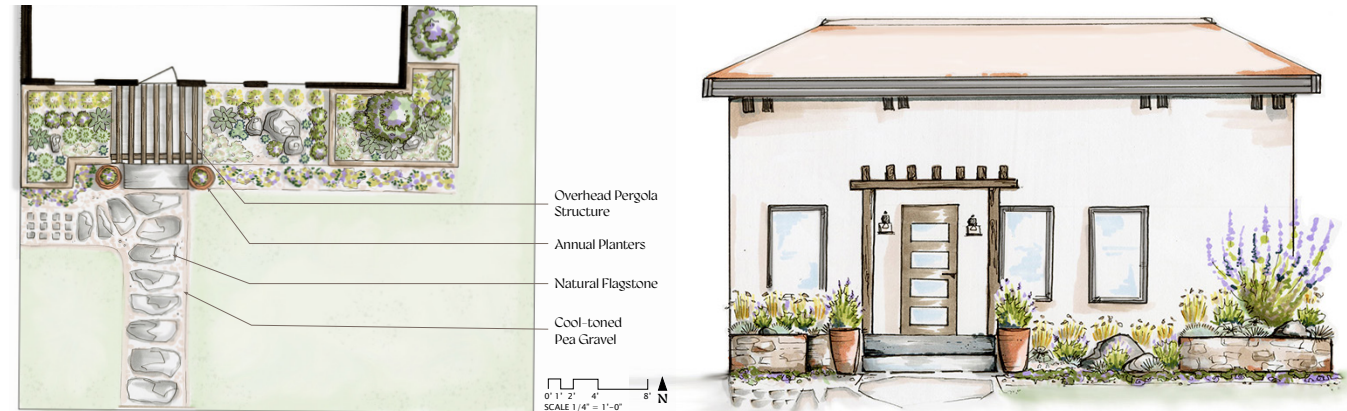 Overhead Pergola
Structure
Annual Planters
Natural Flagstone
Cool-toned
Pea Gravel
0' 1' 2' 4' 8' N
SCALE 1/4" = 1'-0"